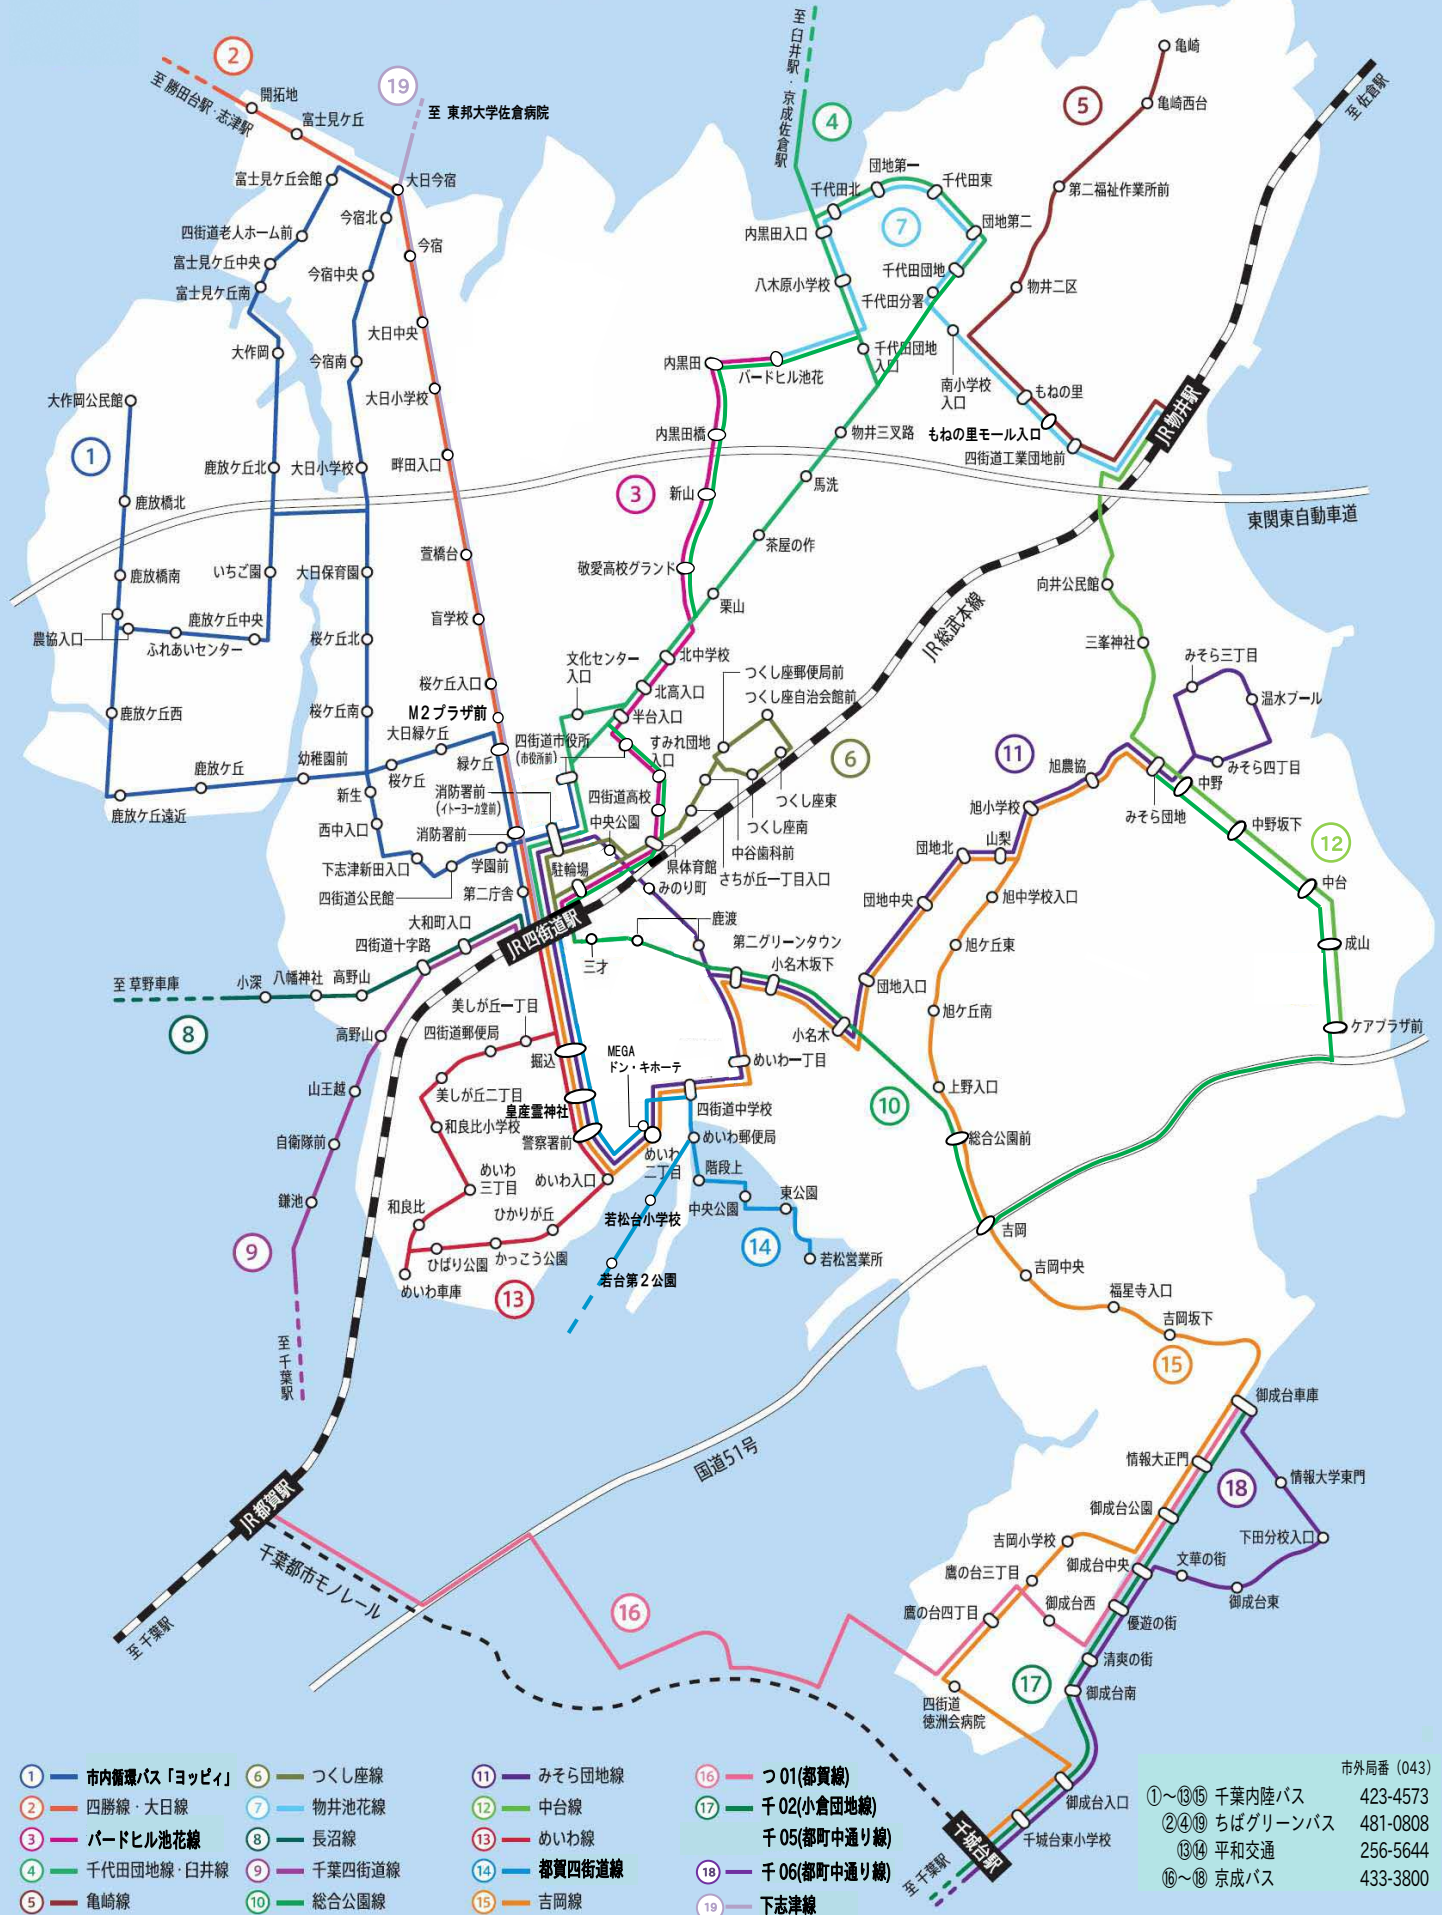 2
至 勝田台駅・志津駅
開拓地
富士見ケ丘
19
至 東邦大学佐倉病院
大日今宿
富士見ケ丘会館
今宿北
四街道老人ホーム前
今宿
富士見ケ丘中央
今宿中央
富士見ケ丘南
大日中央
大作岡
今宿南
大作岡公民館
大日小学校
1
鹿放ケ丘北
大日小学校
畔田入口
鹿放橋北
萱橋台
鹿放橋南
いちご園
大日保育園
農協入口
鹿放ケ丘中央
ふれあいセンター
盲学校
桜ケ丘北
桜ケ丘入口
鹿放ケ丘西
桜ケ丘南
M2プラザ前
大日緑ケ丘
緑ケ丘
幼稚園前
鹿放ケ丘
桜ケ丘
鹿放ケ丘遠近
新生
西中入口
消防署前
(イトーヨーカ堂前)
消防署前
下志津新田入口
学園前
四街道公民館
第二庁舎
至 臼井駅・京成佐倉駅
4
団地第一
千代田北
千代田東
7
内黒田入口
団地第二
八木原小学校
千代田団地
千代田分署
内黒田
バードヒル池花
千代田団地
入口
南小学校
入口
内黒田橋
物井三叉路
3
新山
馬洗
敬愛高校グランド
茶屋の作
栗山
北中学校
文化センター
入口
北高入口
半台入口
四街道市役所
(市役所前)
すみれ団地
入口
四街道高校
中央公園
駐輪場
県体育館
つくし座郵便局前
つくし座自治会館前
6
つくし座東
つくし座南
中谷歯科前
さちが丘一丁目入口
みのり町
亀崎
5
亀崎西台
第二福祉作業所前
物井二区
もねの里
もねの里モール入口
四街道工業団地前
JR物井駅
至 佐倉駅
東関東自動車道
JR総武本線
向井公民館
三峯神社
みそら三丁目
温水プール
みそら四丁目
11
旭農協
中野
みそら団地
旭小学校
中野坂下
12
山梨
団地北
中台
団地中央
旭中学校入口
成山
旭ケ丘東
ケアプラザ前
団地入口
旭ケ丘南
上野入口
総合公園前
10
吉岡
大和町入口
四街道十字路
JR四街道駅
至 草野車庫
小深
八幡神社
高野山
8
鹿渡
三才
第二グリーンタウン
小名木坂下
小名木
美しが丘一丁目
四街道郵便局
高野山
掘込
MEGA
ドン・キホーテ
めいわ一丁目
美しが丘二丁目
山王越
和良比小学校
皇産霊神社
四街道中学校
警察署前
めいわ郵便局
自衛隊前
めいわ
三丁目
めいわ入口
めいわ
二丁目
階段上
鎌池
和良比
ひかりが丘
若松台小学校
中央公園
東公園
9
ひばり公園
かっこう公園
14
若松営業所
めいわ車庫
若台第2公園
13
至 千葉駅
吉岡中央
福星寺入口
吉岡坂下
15
御成台車庫
国道51号
情報大正門
18
情報大学東門
御成台公園
下田分校入口
吉岡小学校
御成台中央
文華の街
鷹の台三丁目
御成台東
御成台西
鷹の台四丁目
優遊の街
清爽の街
17
御成台南
四街道
徳洲会病院
JR都賀駅
千葉都市モノレール
至 千葉駅
16
御成台入口
千城台東小学校
千城台駅
至 千葉駅
1 市内循環バス「ヨッピィ」
2 四勝線・大日線
3 バードヒル池花線
4 千代田団地線・臼井線
5 亀崎線
6 つくし座線
7 物井池花線
8 長沼線
9 千葉四街道線
10 総合公園線
11 みそら団地線
12 中台線
13 めいわ線
14 都賀四街道線
15 吉岡線
16 つ01(都賀線)
17 千02(小倉団地線)
千05(都町中通り線)
18 千06(都町中通り線)
19 下志津線
市外局番（043）
①〜⑬⑮ 千葉内陸バス 423-4573
②④⑲ ちばグリーンバス 481-0808
⑬⑭ 平和交通 256-5644
⑯〜⑱ 京成バス 433-3800